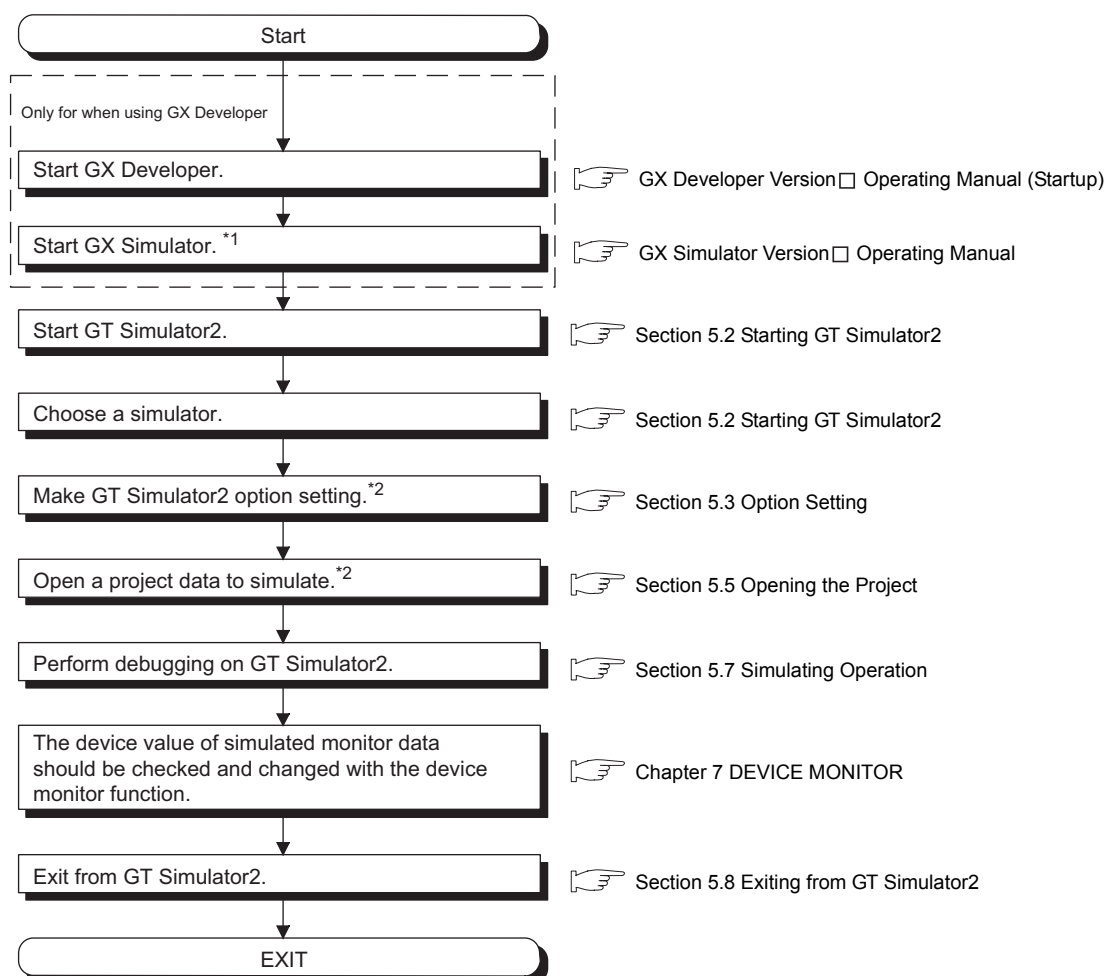 Start
Only for when using GX Developer
Start GX Developer.
GX Developer Version□ Operating Manual (Startup)
Start GX Simulator. *1
GX Simulator Version□ Operating Manual
Start GT Simulator2.
Section 5.2 Starting GT Simulator2
Choose a simulator.
Section 5.2 Starting GT Simulator2
Make GT Simulator2 option setting.*2
Section 5.3 Option Setting
Open a project data to simulate.*2
Section 5.5 Opening the Project
Perform debugging on GT Simulator2.
Section 5.7 Simulating Operation
The device value of simulated monitor data
should be checked and changed with the device
monitor function.
Chapter 7 DEVICE MONITOR
Exit from GT Simulator2.
Section 5.8 Exiting from GT Simulator2
EXIT